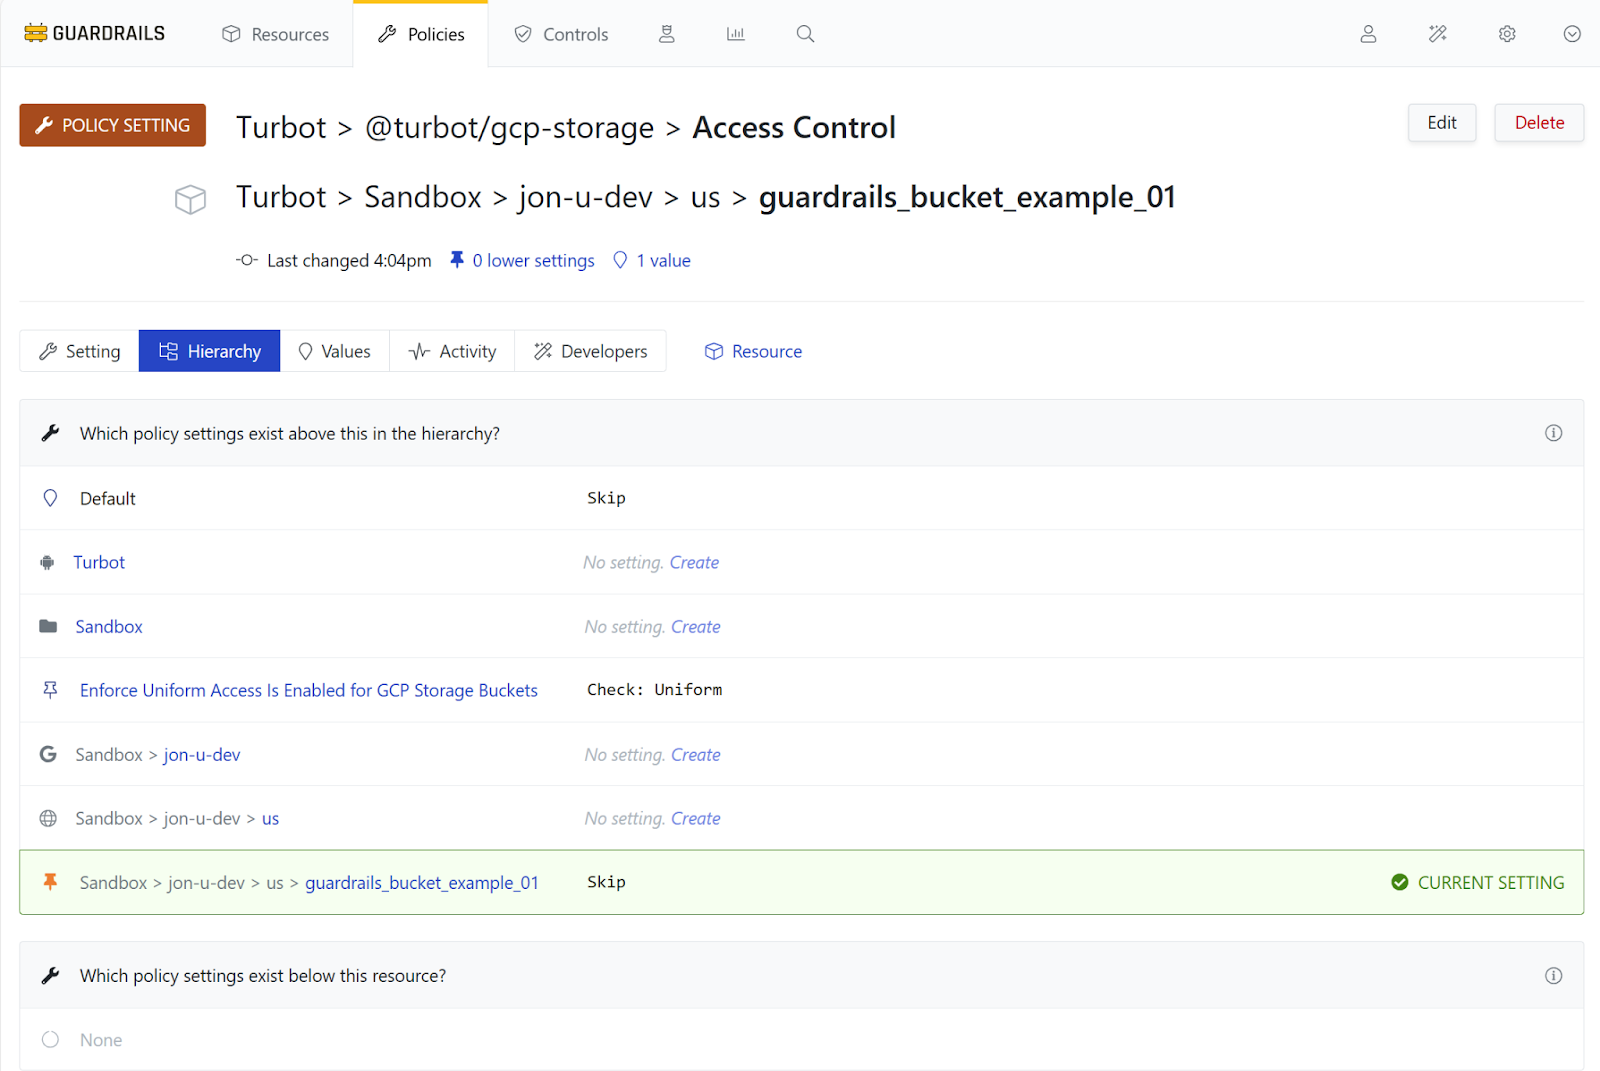 GUARDRAILS Resources Policies Controls
POLICY SETTING Turbot > @turbot/gcp-storage > Access Control Edit Delete
Turbot > Sandbox > jon-u-dev > us > guardrails_bucket_example_01
Last changed 4:04pm 0 lower settings 1 value
Setting Hierarchy Values Activity Developers Resource
Which policy settings exist above this in the hierarchy?
Default Skip
Turbot No setting. Create
Sandbox No setting. Create
Enforce Uniform Access Is Enabled for GCP Storage Buckets Check: Uniform
Sandbox > jon-u-dev No setting. Create
Sandbox > jon-u-dev > us No setting. Create
Sandbox > jon-u-dev > us > guardrails_bucket_example_01 Skip CURRENT SETTING
Which policy settings exist below this resource?
None